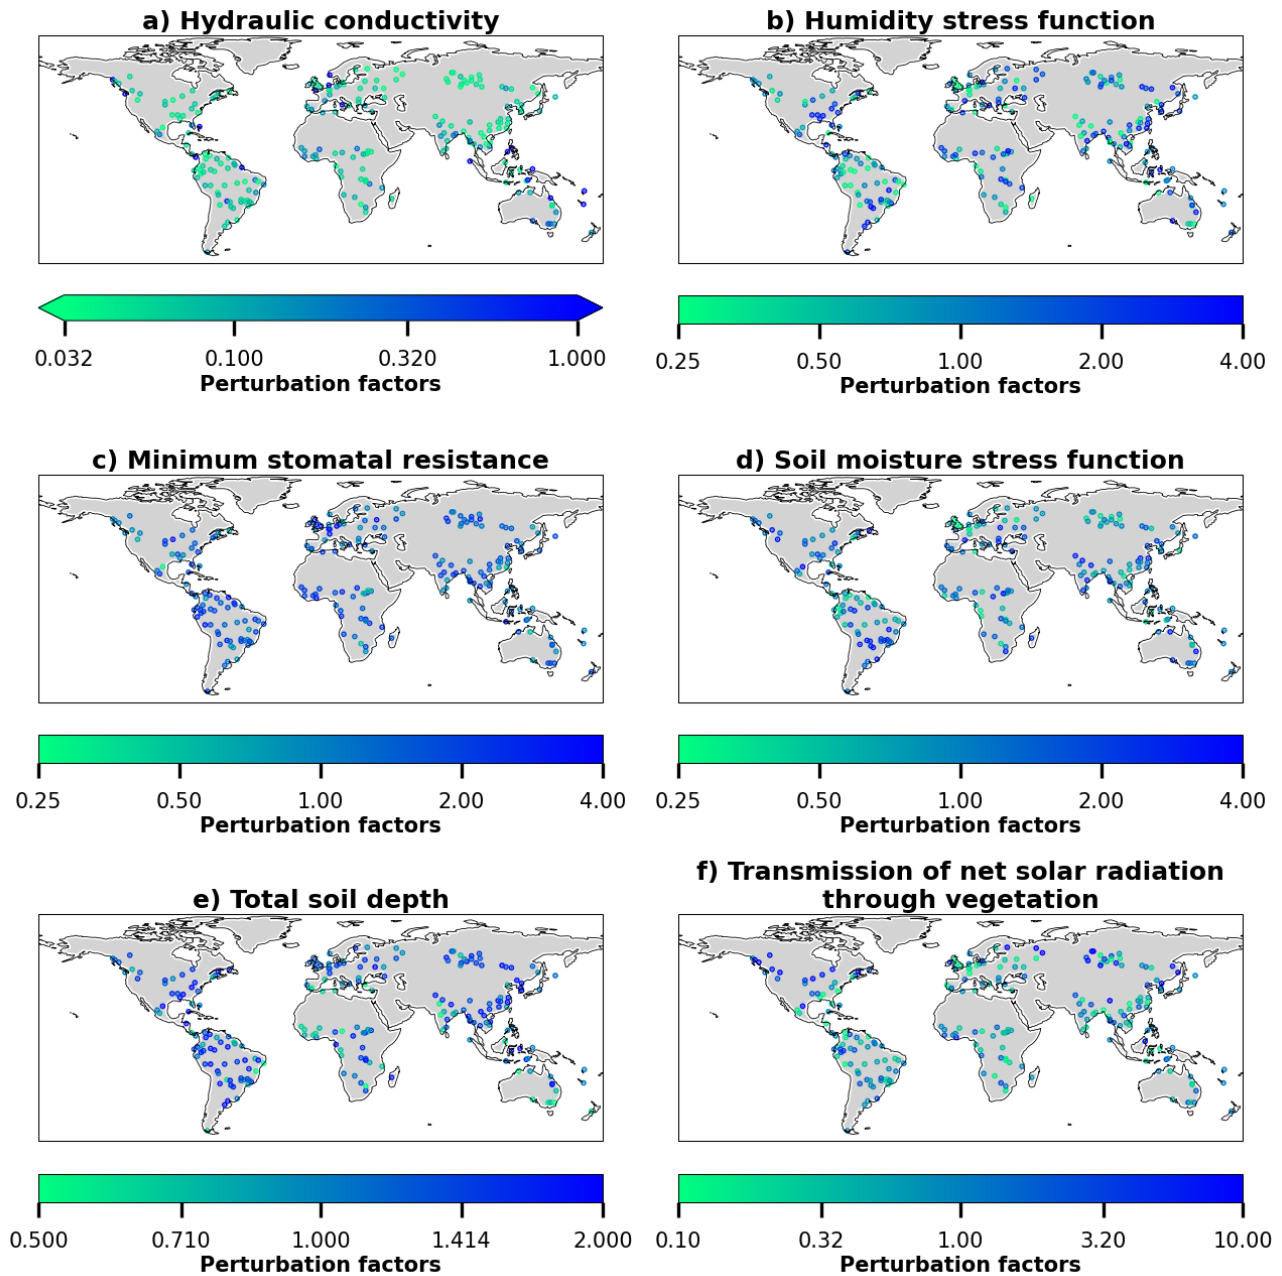 a) Hydraulic conductivity
b) Humidity stress function
0.032 0.100 0.320 1.000
Perturbation factors
0.25 0.50 1.00 2.00 4.00
Perturbation factors
c) Minimum stomatal resistance
d) Soil moisture stress function
0.25 0.50 1.00 2.00 4.00
Perturbation factors
0.25 0.50 1.00 2.00 4.00
Perturbation factors
e) Total soil depth
f) Transmission of net solar radiation
through vegetation
0.500 0.710 1.000 1.414 2.000
Perturbation factors
0.10 0.32 1.00 3.20 10.00
Perturbation factors